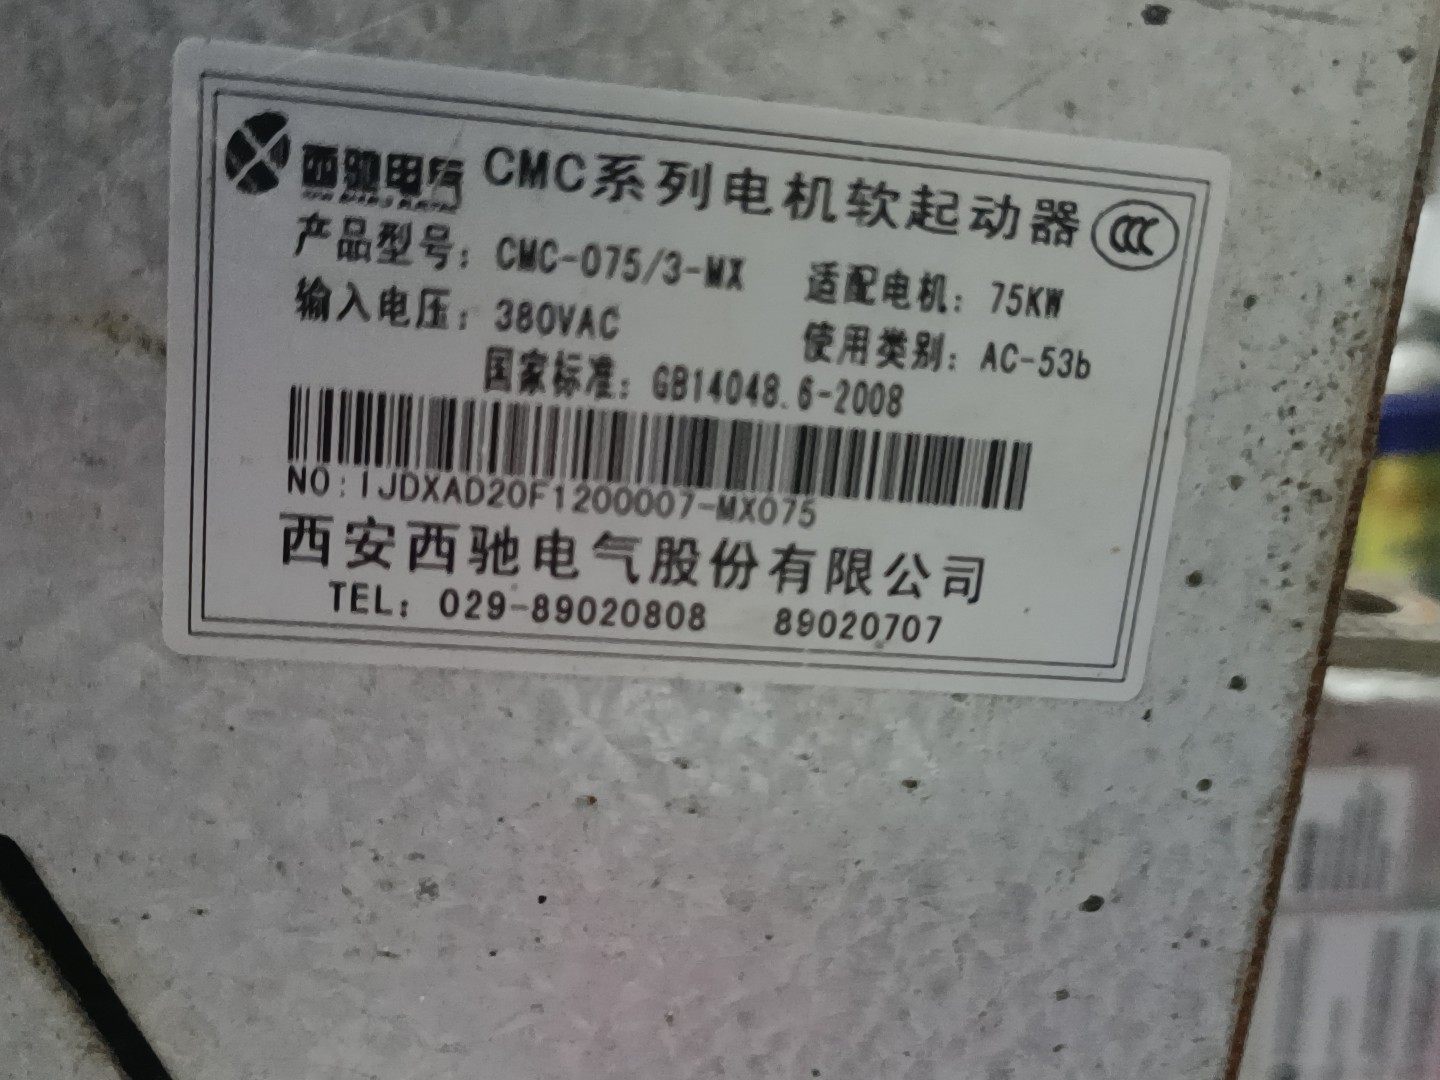 西驰电气 CMC系列电机软起动器
产品型号：CMC-075/3-MX 适配电机：75KW
输入电压：380VAC 使用类别：AC-53b
国家标准：GB14048.6-2008
NO:1JDXAD20F1200007-MX075
西安西驰电气股份有限公司
TEL：029-89020808 89020707